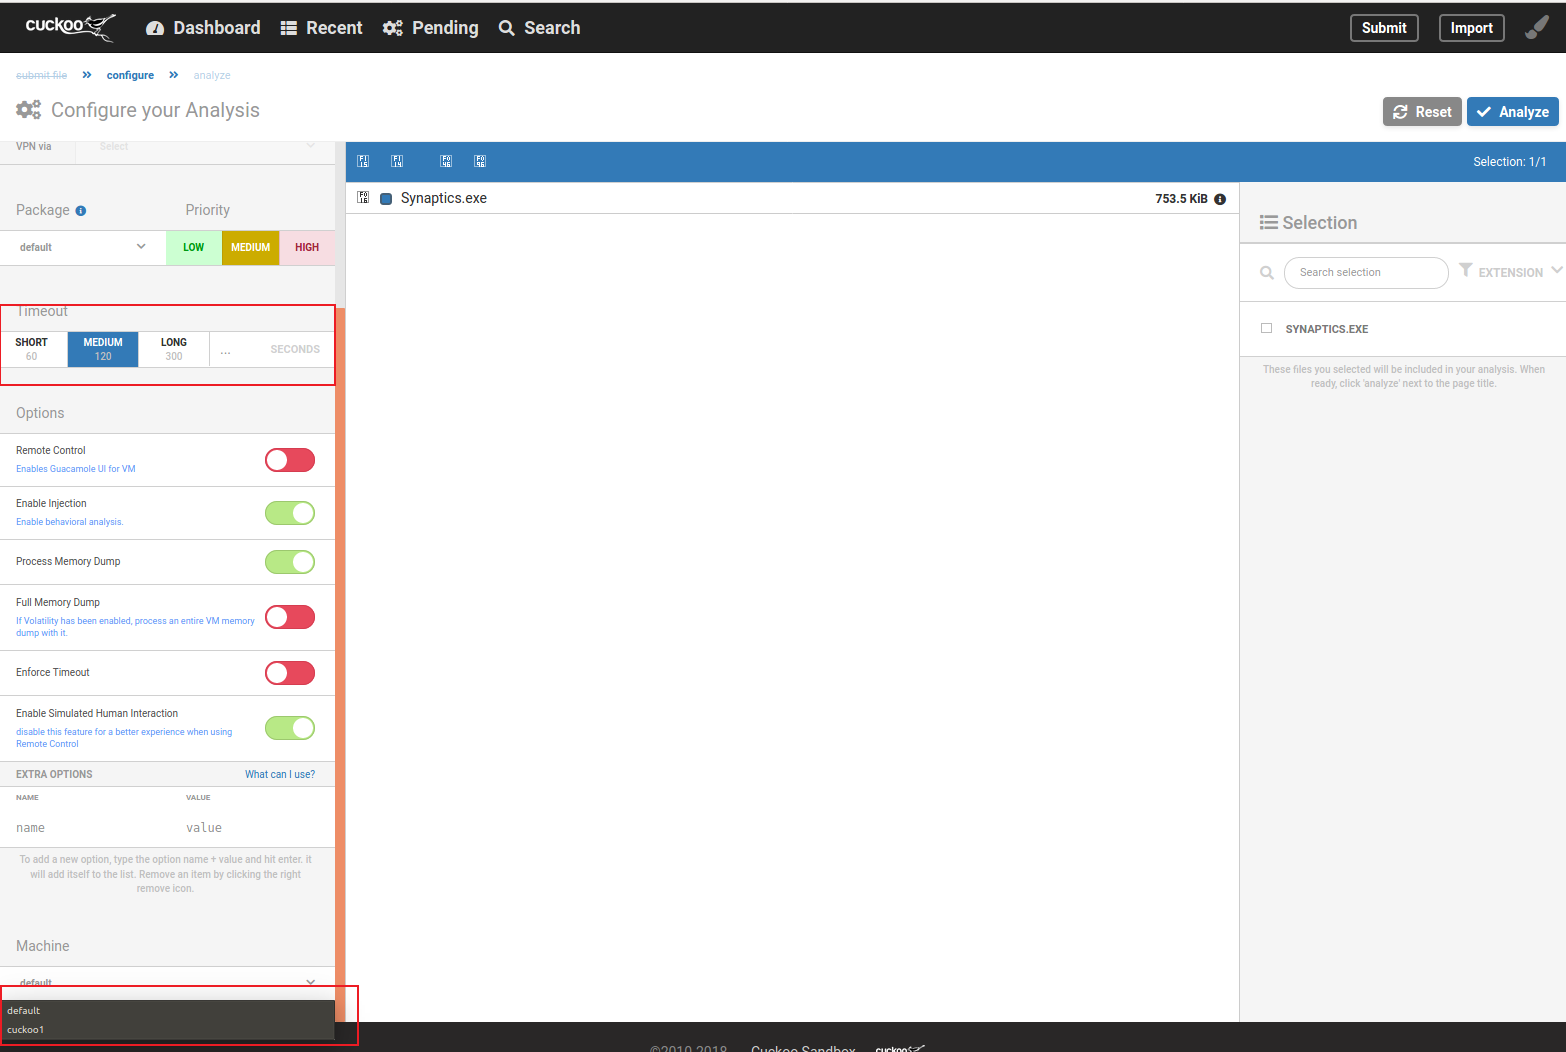 cuckoo Dashboard Recent Pending Search Submit Import
submit file » configure » analyze
Configure your Analysis Reset Analyze
VPN via Select
Selection: 1/1
Synaptics.exe 753.5 KiB
Package Priority
default LOW MEDIUM HIGH
Timeout
SHORT MEDIUM LONG
60 120 300 ... SECONDS
Options
Remote Control
Enables Guacamole UI for VM
Enable Injection
Enable behavioral analysis.
Process Memory Dump
Full Memory Dump
If Volatility has been enabled, process an entire VM memory
dump with it.
Enforce Timeout
Enable Simulated Human Interaction
disable this feature for a better experience when using
Remote Control
EXTRA OPTIONS What can I use?
NAME VALUE
name value
To add a new option, type the option name + value and hit enter. it
will add itself to the list. Remove an item by clicking the right
remove icon.
Machine
default
default
cuckoo1
Selection
Search selection EXTENSION
SYNAPTICS.EXE
These files you selected will be included in your analysis. When
ready, click 'analyze' next to the page title.
©2010-2018 Cuckoo Sandbox cuckoo